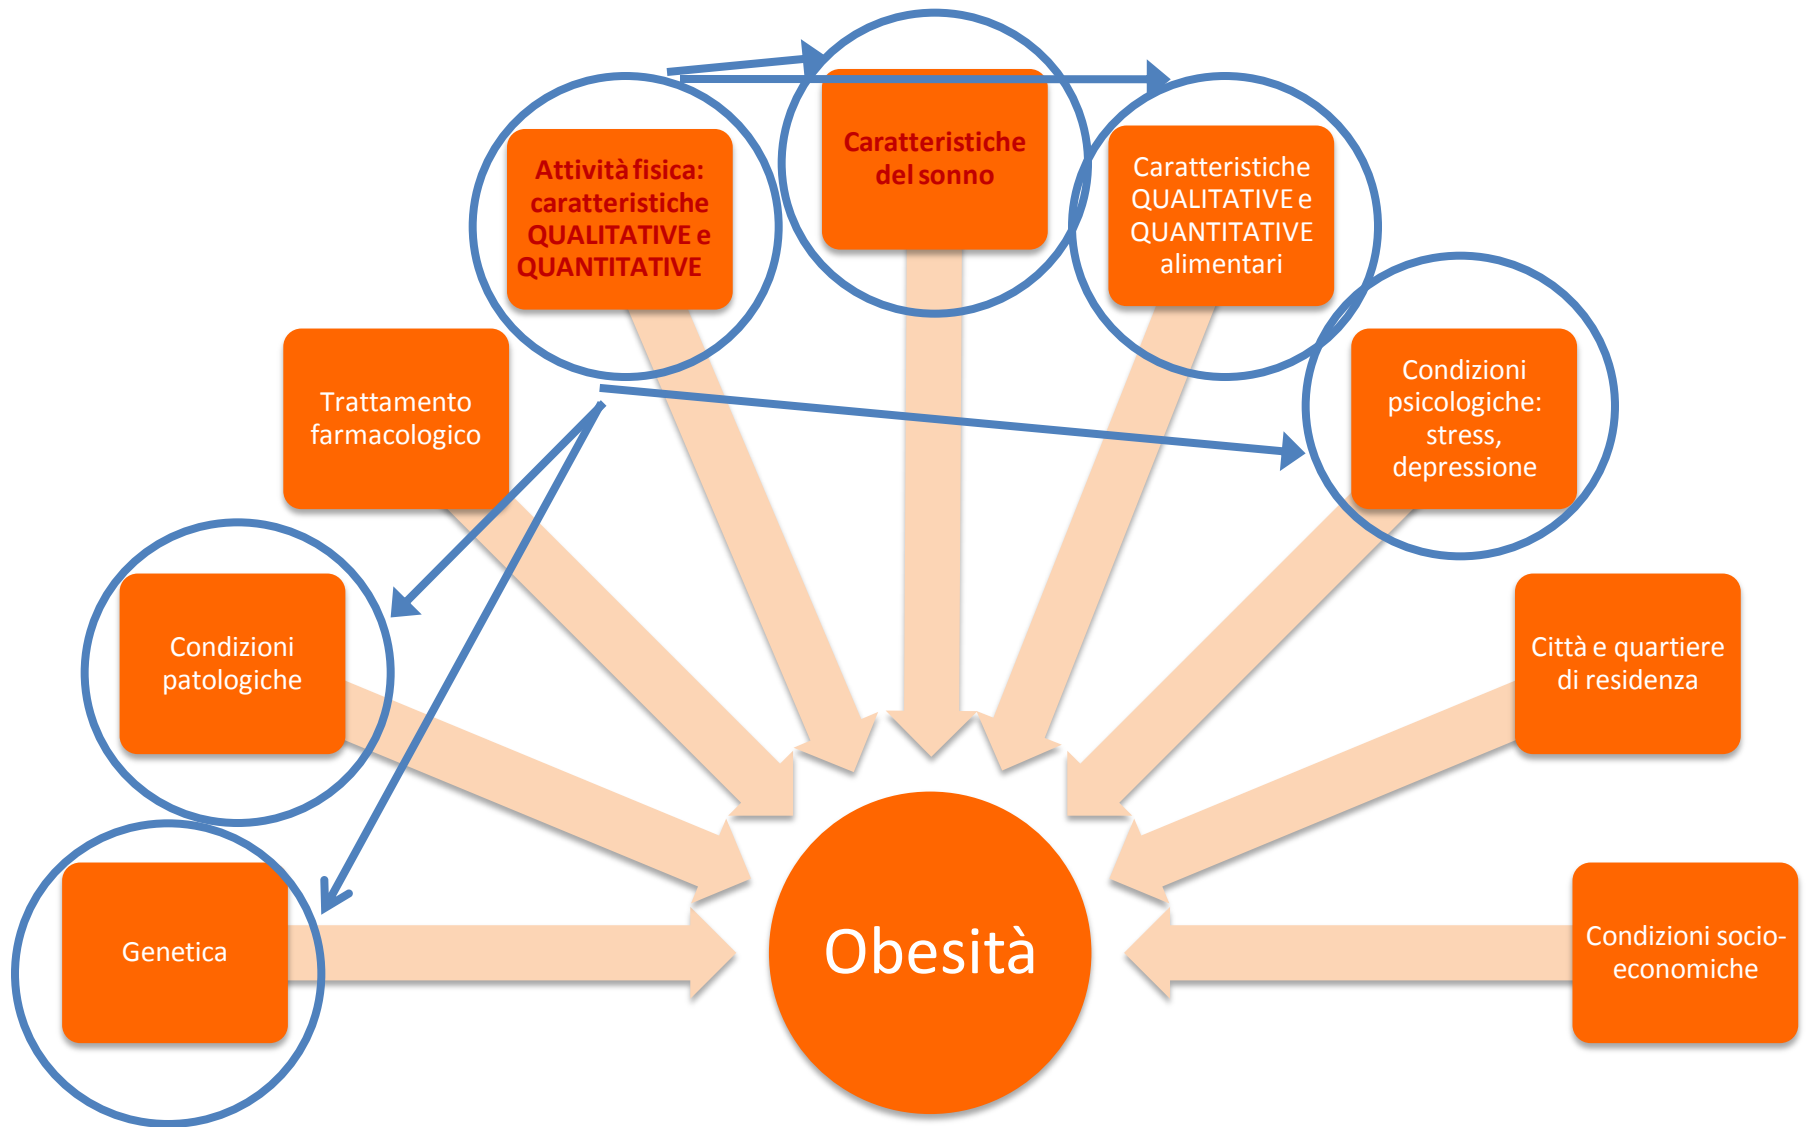 Attività fisica:
caratteristiche
QUALITATIVE e
QUANTITATIVE
Caratteristiche
del sonno
Caratteristiche
QUALITATIVE e
QUANTITATIVE
alimentari
Trattamento
farmacologico
Condizioni
psicologiche:
stress,
depressione
Condizioni
patologiche
Città e quartiere
di residenza
Genetica
Obesità
Condizioni socio-
economiche